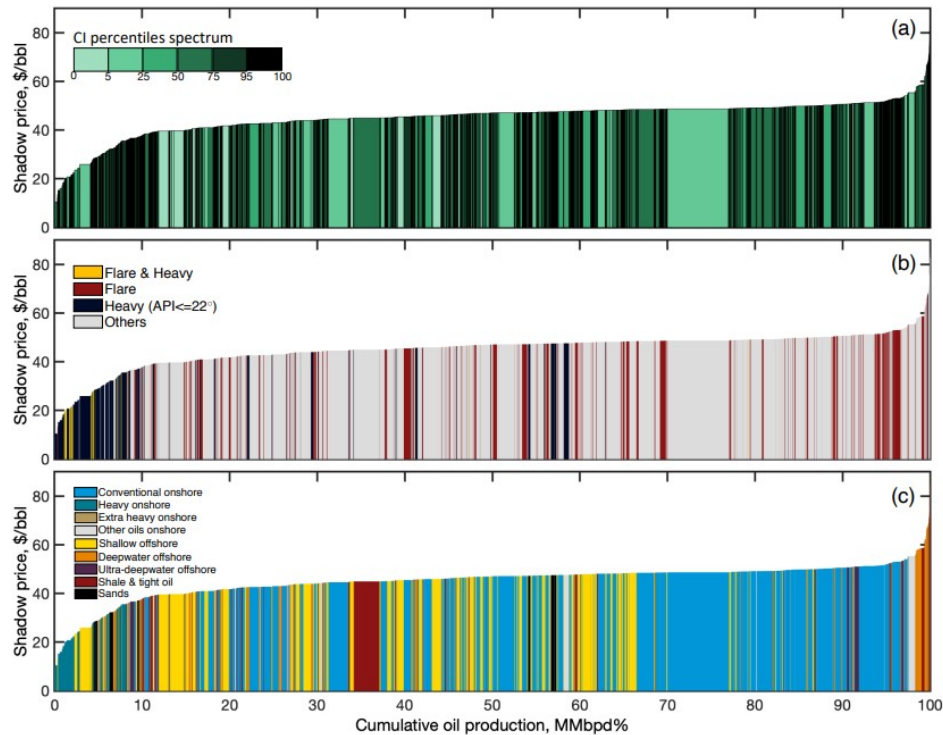 (a)
CI percentiles spectrum
0 5 25 50 75 95 100
Shadow price, $/bbl
80
60
40
20
0
(b)
Flare & Heavy
Flare
Heavy (API<=22°)
Others
Shadow price, $/bbl
80
60
40
20
0
(c)
Conventional onshore
Heavy onshore
Extra heavy onshore
Other oils onshore
Shallow offshore
Deepwater offshore
Ultra-deepwater offshore
Shale & tight oil
Sands
Shadow price, $/bbl
80
60
40
20
0
0 10 20 30 40 50 60 70 80 90 100
Cumulative oil production, MMbpd%